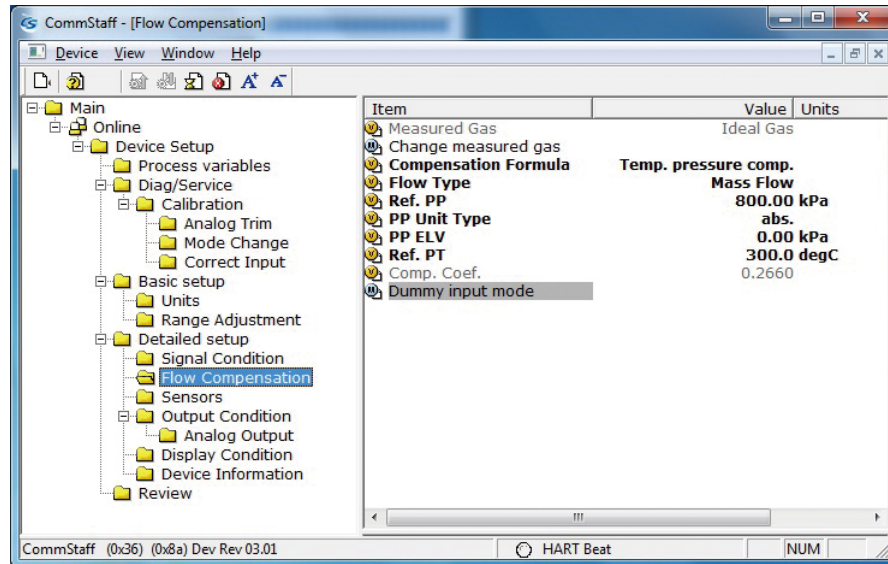 CommStaff - [Flow Compensation]
Device View Window Help
Main
Online
Device Setup
Process variables
Diag/Service
Calibration
Analog Trim
Mode Change
Correct Input
Basic setup
Units
Range Adjustment
Detailed setup
Signal Condition
Flow Compensation
Sensors
Output Condition
Analog Output
Display Condition
Device Information
Review
Item Value Units
Measured Gas Ideal Gas
Change measured gas
Compensation Formula Temp. pressure comp.
Flow Type Mass Flow
Ref. PP 800.00 kPa
PP Unit Type abs.
PP ELV 0.00 kPa
Ref. PT 300.0 degC
Comp. Coef. 0.2660
Dummy input mode
CommStaff (0x36) (0x8a) Dev Rev 03.01 HART Beat NUM